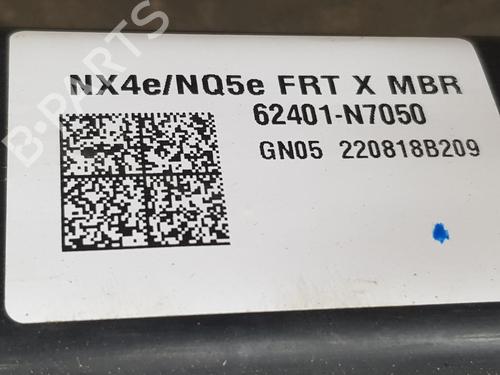 NX4e/NQ5e FRT X MBR
62401-N7050
GN05 220818B209
B-PARTS